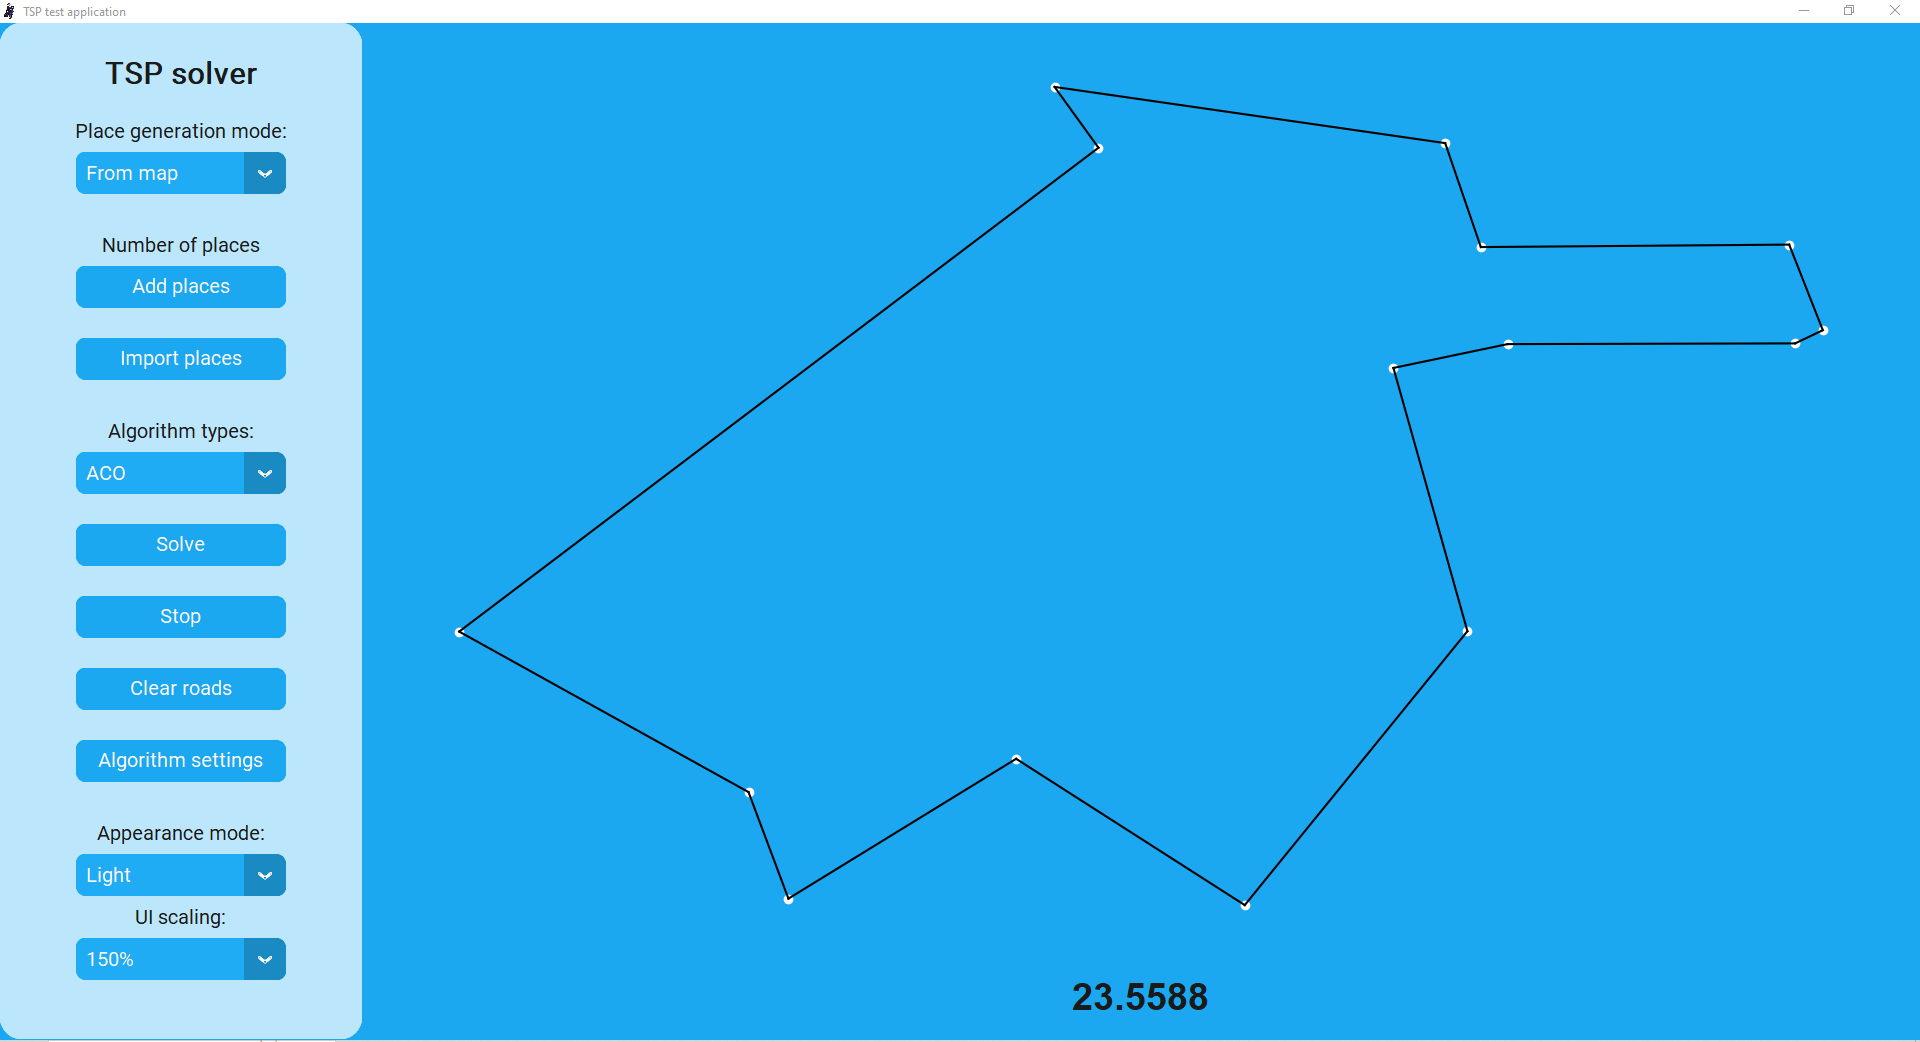 TSP test application
TSP solver
Place generation mode:
From map
Number of places
Add places
Import places
Algorithm types:
ACO
Solve
Stop
Clear roads
Algorithm settings
Appearance mode:
Light
UI scaling:
150%
23.5588